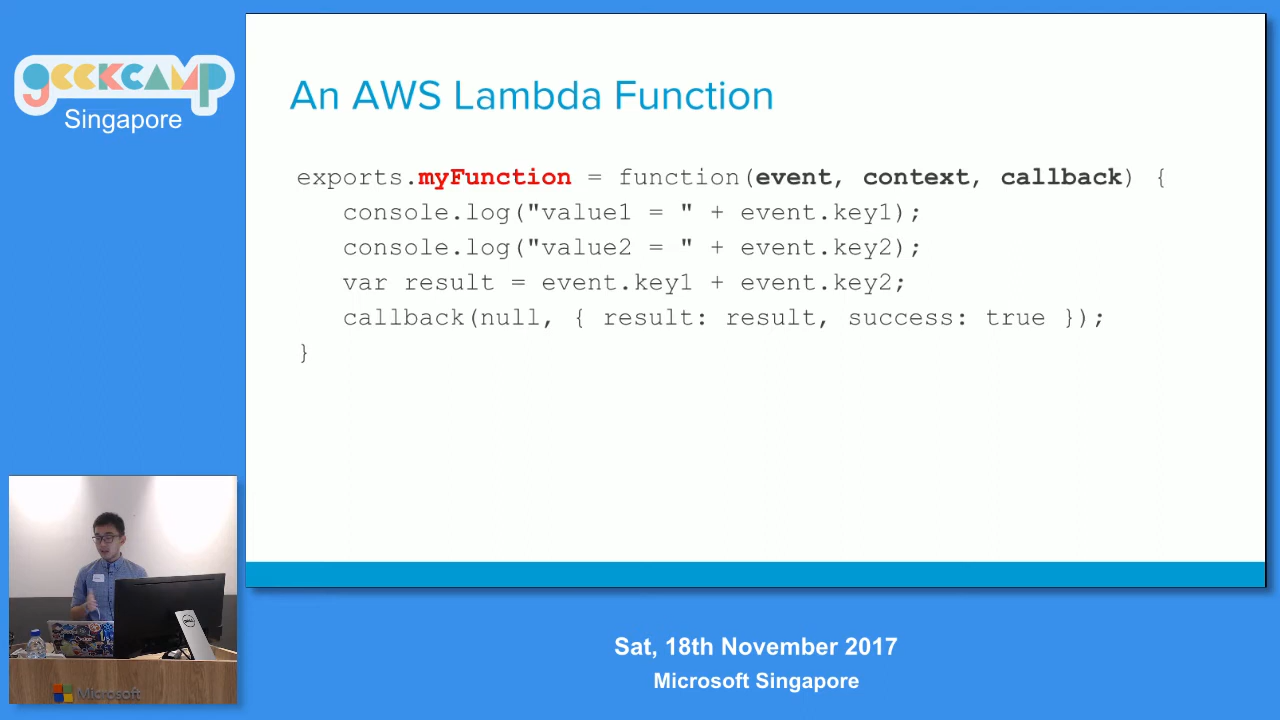 geekcamp
Singapore
An AWS Lambda Function
exports.myFunction = function(event, context, callback) {
console.log("value1 = " + event.key1);
console.log("value2 = " + event.key2);
var result = event.key1 + event.key2;
callback(null, { result: result, success: true });
}
DELL
Microsoft
Sat, 18th November 2017
Microsoft Singapore